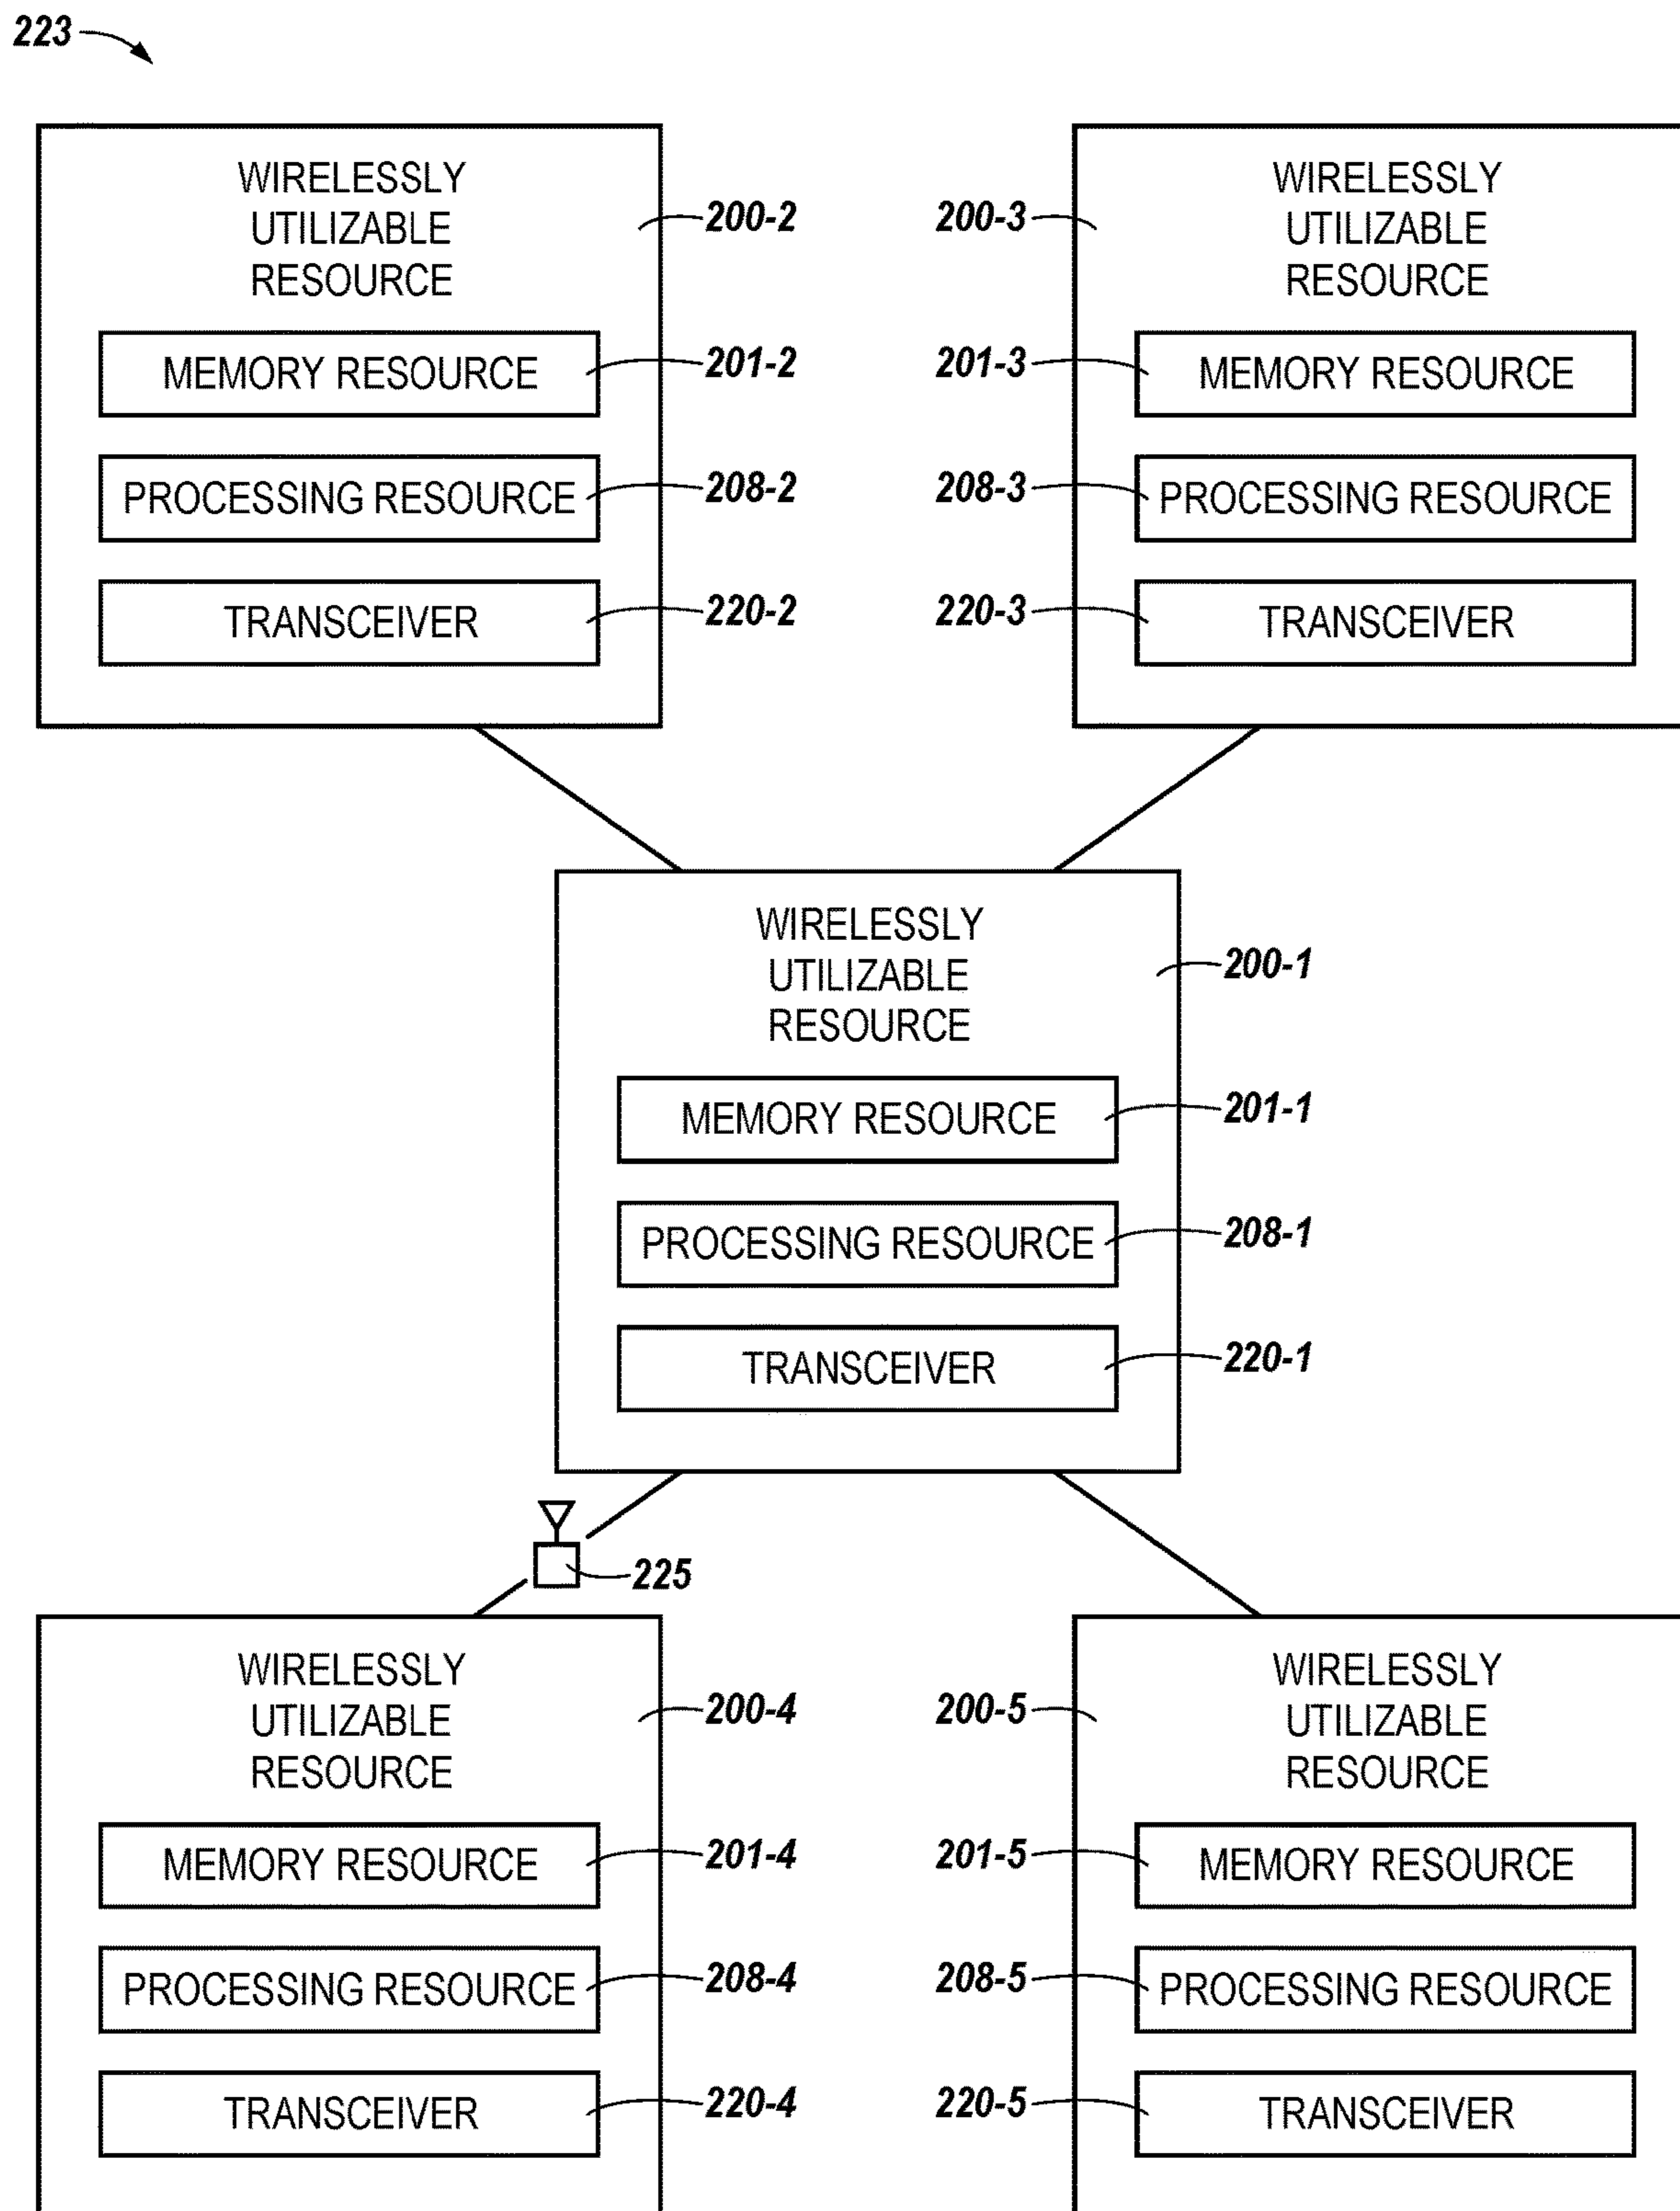 223
WIRELESSLY
UTILIZABLE
RESOURCE
200-2
MEMORY RESOURCE
201-2
PROCESSING RESOURCE
208-2
TRANSCEIVER
220-2
WIRELESSLY
UTILIZABLE
RESOURCE
200-3
MEMORY RESOURCE
201-3
PROCESSING RESOURCE
208-3
TRANSCEIVER
220-3
WIRELESSLY
UTILIZABLE
RESOURCE
200-1
MEMORY RESOURCE
201-1
PROCESSING RESOURCE
208-1
TRANSCEIVER
220-1
225
WIRELESSLY
UTILIZABLE
RESOURCE
200-4
MEMORY RESOURCE
201-4
PROCESSING RESOURCE
208-4
TRANSCEIVER
220-4
WIRELESSLY
UTILIZABLE
RESOURCE
200-5
MEMORY RESOURCE
201-5
PROCESSING RESOURCE
208-5
TRANSCEIVER
220-5